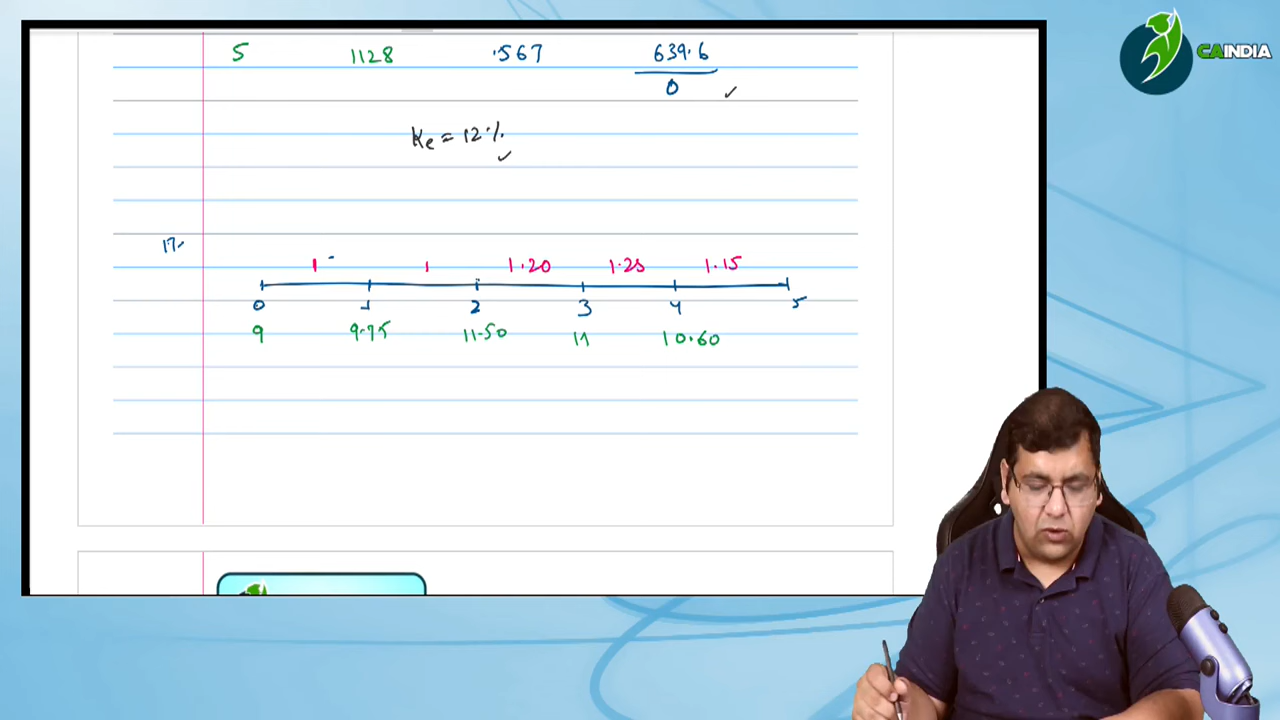 CAINDIA
5 1128 .567 639.6
0
Ke = 12%
17.
1 1 1.20 1.25 1.15
0 1 2 3 4 5
9 9.75 11.50 11 10.60